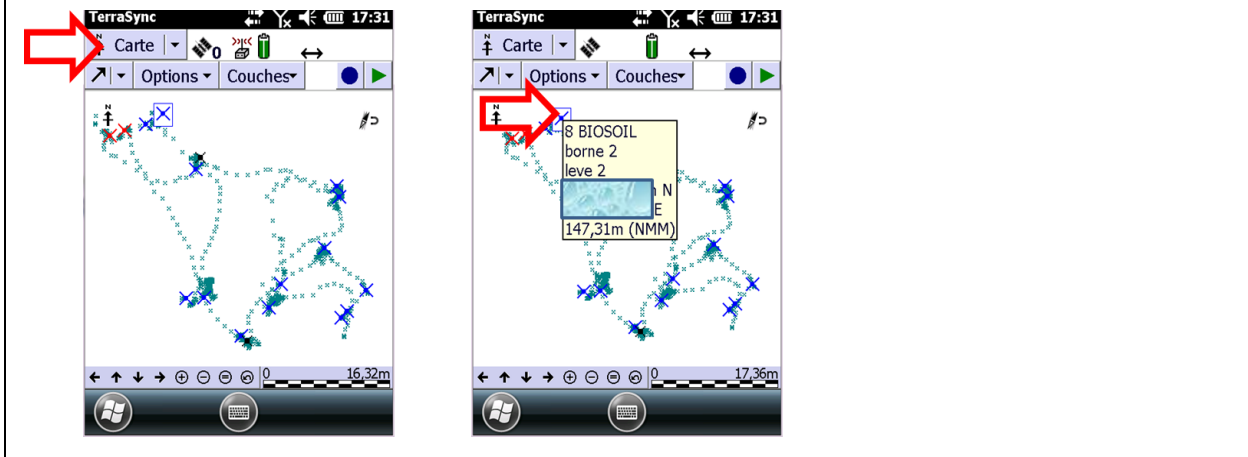 TerraSync 17:31
N
Carte
0
Options Couches
N
0 16,32m
TerraSync 17:31
N
Carte
Options Couches
N
8 BIOSOIL
borne 2
leve 2
N
E
147,31m (NMM)
0 17,36m